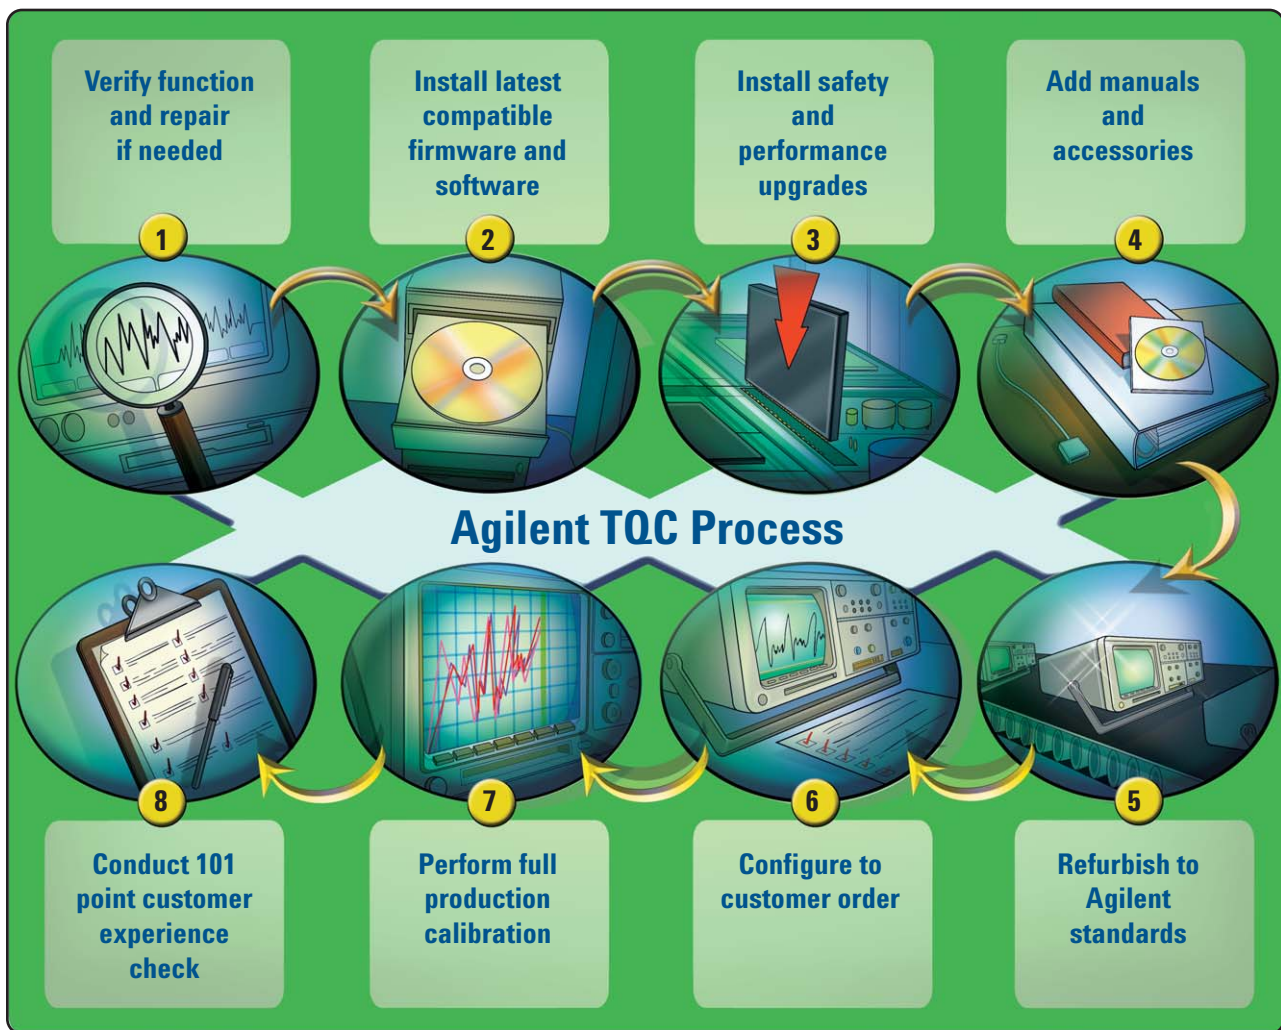 Verify function
and repair
if needed
1
Install latest
compatible
firmware and
software
2
Install safety
and
performance
upgrades
3
Add manuals
and
accessories
4
Agilent TQC Process
8
Conduct 101
point customer
experience
check
7
Perform full
production
calibration
6
Configure to
customer order
5
Refurbish to
Agilent
standards